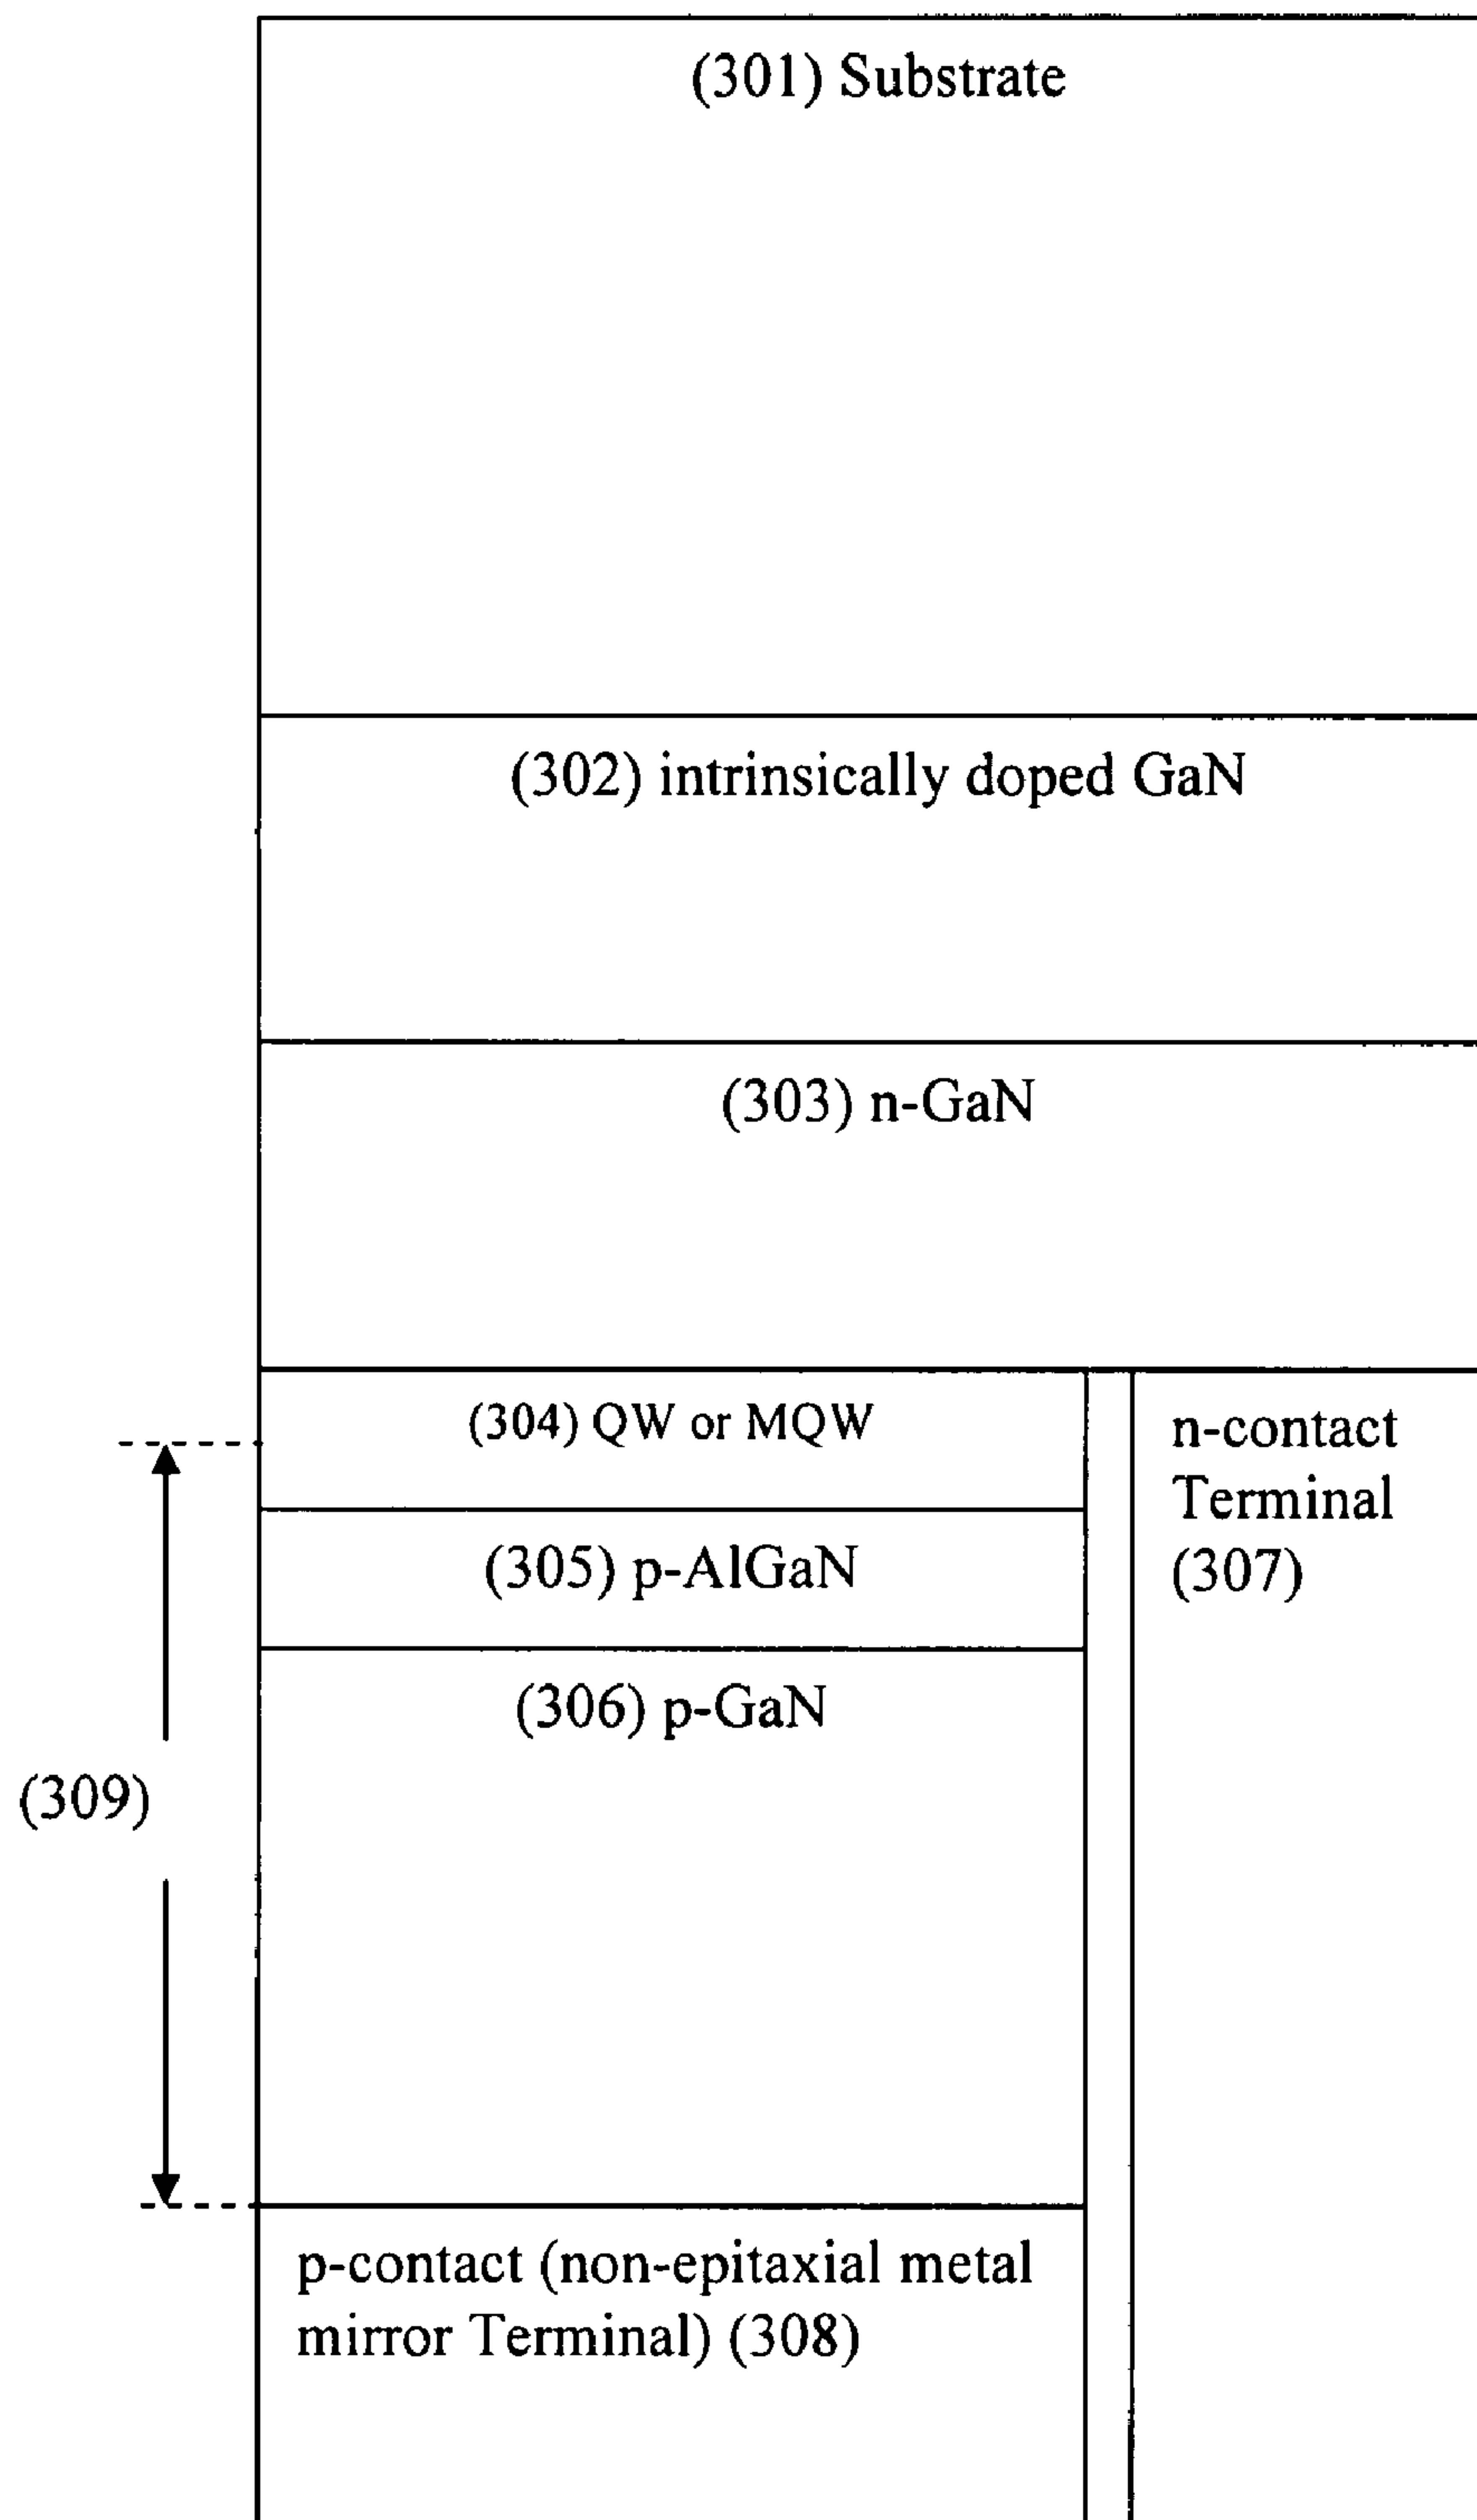 (301) Substrate
(302) intrinsically doped GaN
(303) n-GaN
(304) QW or MQW
n-contact
Terminal
(307)
(305) p-AlGaN
(306) p-GaN
(309)
p-contact (non-epitaxial metal
mirror Terminal) (308)